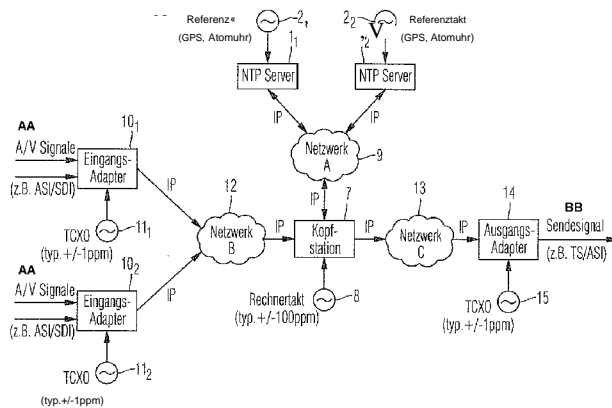 Referenz«
(GPS, Atomuhr)
2₁
2₂
Referenztakt
(GPS, Atomuhr)
V
1₁
NTP Server
'2
NTP Server
IP
IP
Netzwerk
A
9
IP
AA
A/V Signale
(z.B. ASI/SDI)
10₁
Eingangs-
Adapter
IP
TCXO
(typ. +/-1ppm)
11₁
12
Netzwerk
B
IP
7
Kopf-
station
IP
13
Netzwerk
C
IP
14
Ausgangs-
Adapter
BB
Sendesignal
(z.B. TS/ASI)
AA
A/V Signale
(z.B. ASI/SDI)
10₂
Eingangs-
Adapter
IP
Rechnertakt
(typ.+/-100ppm)
8
TCXO
(typ.+/-1ppm)
15
TCXO
(typ.+/-1ppm)
11₂